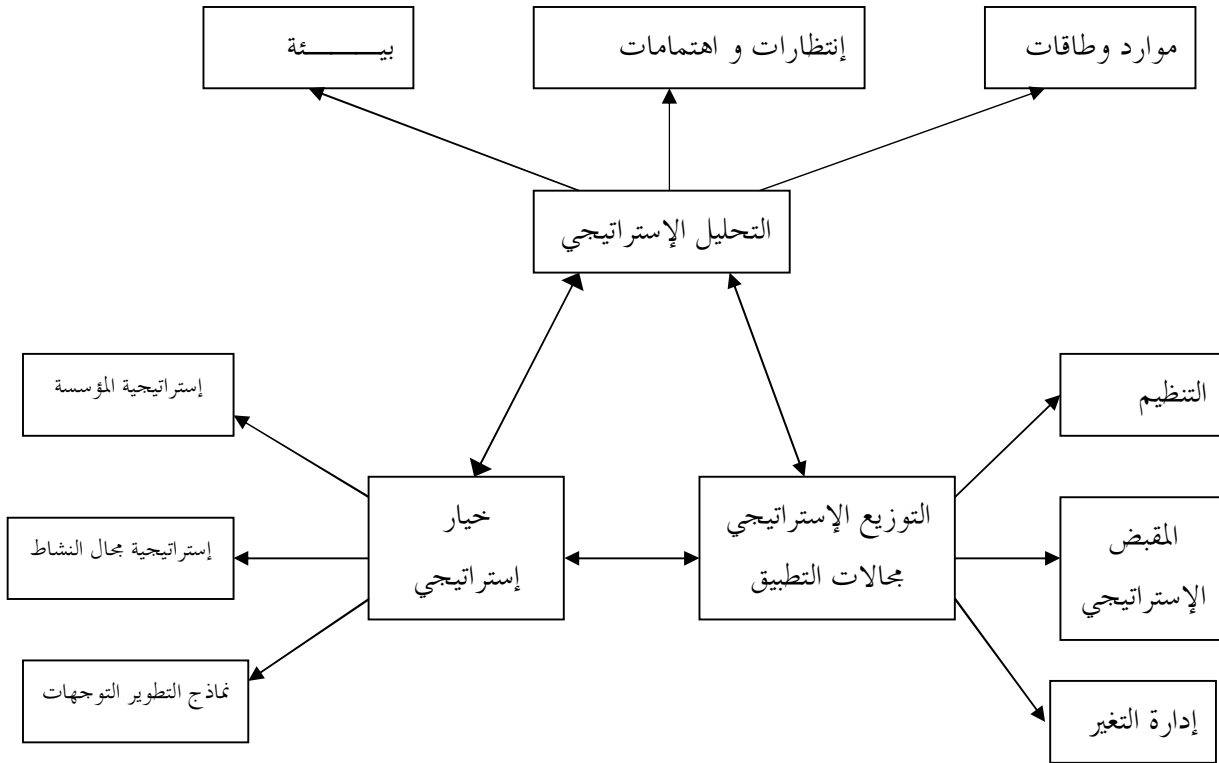 موارد وطاقات
إنتظارات و اهتمامات
بيــــــــئة
التحليل الإستراتيجي
التنظيم
إستراتيجية المؤسسة
التوزيع الإستراتيجي
مجالات التطبيق
خيار
إستراتيجي
المقبض
الإستراتيجي
إستراتيجية مجال النشاط
إدارة التغير
نماذج التطوير التوجهات